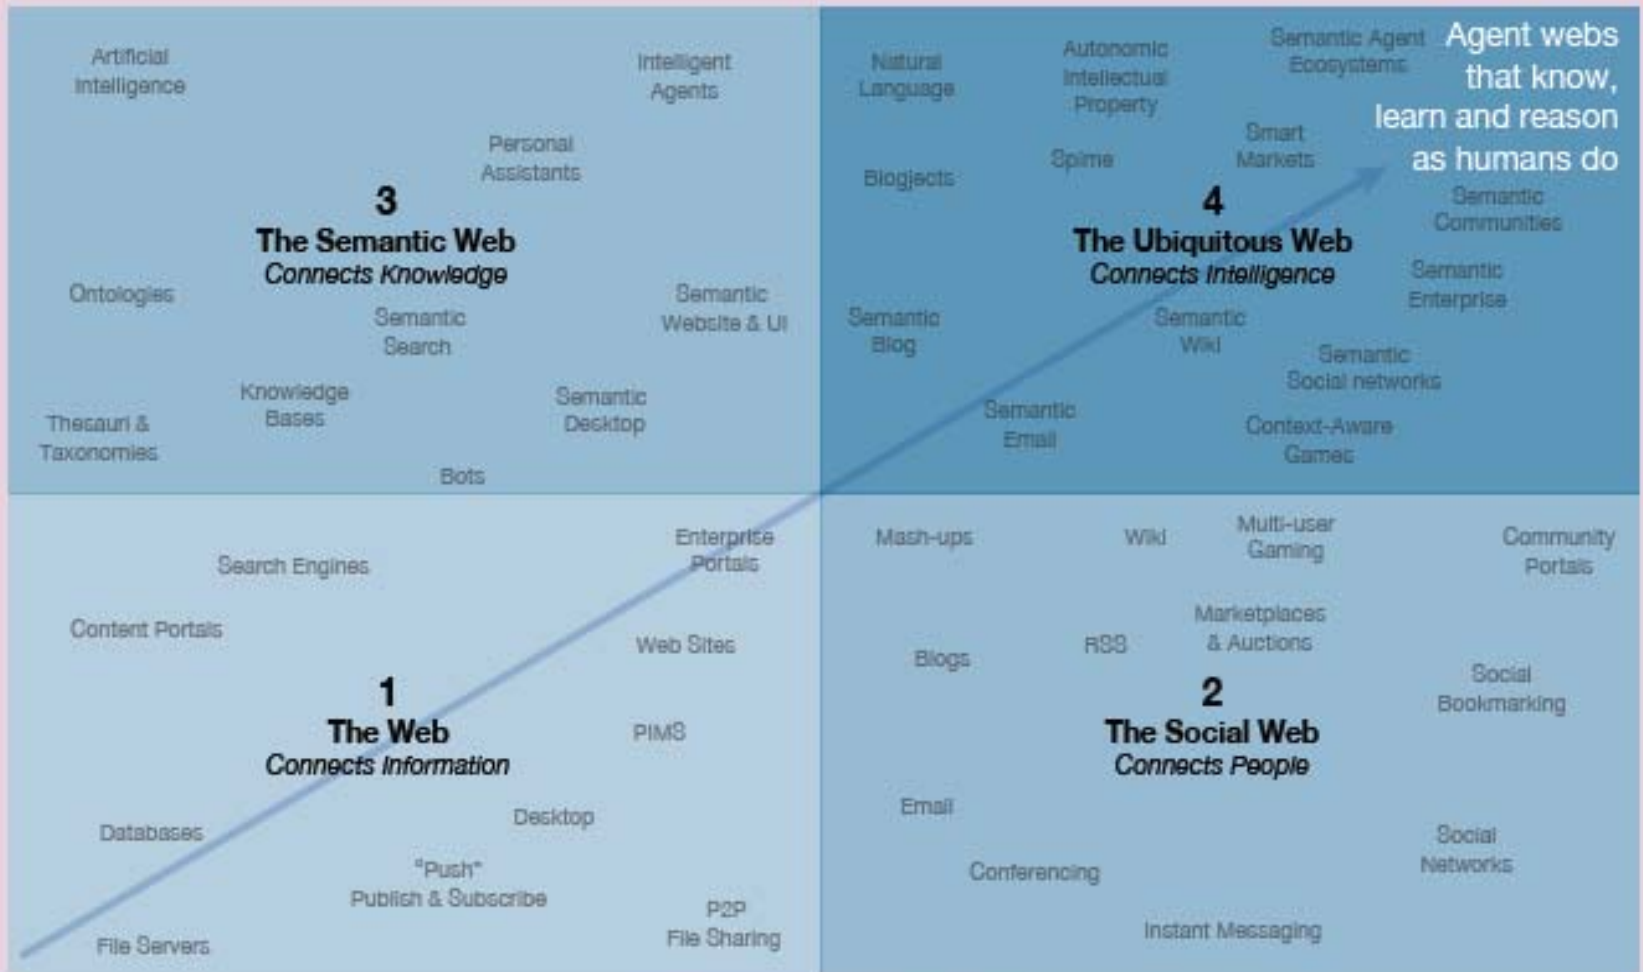 Artificial
Intelligence
Intelligent
Agents
Personal
Assistants
3
The Semantic Web
Connects Knowledge
Ontologies
Semantic
Search
Semantic
Website & UI
Knowledge
Bases
Semantic
Desktop
Thesauri &
Taxonomies
Bots
Natural
Language
Autonomic
Intellectual
Property
Semantic Agent
Ecosystems
Agent webs
that know,
learn and reason
as humans do
Smart
Markets
Spime
Blogjects
Semantic
Communities
4
The Ubiquitous Web
Connects Intelligence
Semantic
Enterprise
Semantic
Blog
Semantic
Wiki
Semantic
Social networks
Semantic
Email
Context-Aware
Games
Search Engines
Enterprise
Portals
Content Portals
Web Sites
1
The Web
Connects Information
PIMS
Desktop
Databases
"Push"
Publish & Subscribe
P2P
File Sharing
File Servers
Mash-ups
Wiki
Multi-user
Gaming
Community
Portals
Marketplaces
& Auctions
RSS
Blogs
Social
Bookmarking
2
The Social Web
Connects People
Email
Social
Networks
Conferencing
Instant Messaging